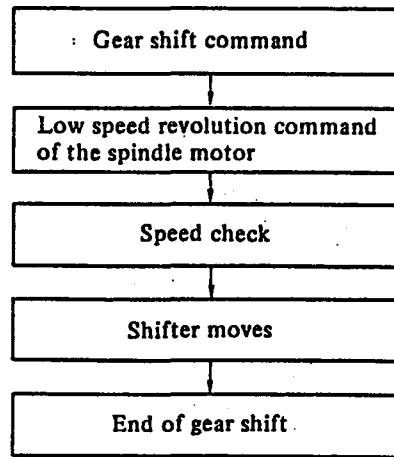 Gear shift command
Low speed revolution command
of the spindle motor
Speed check
Shifter moves
End of gear shift